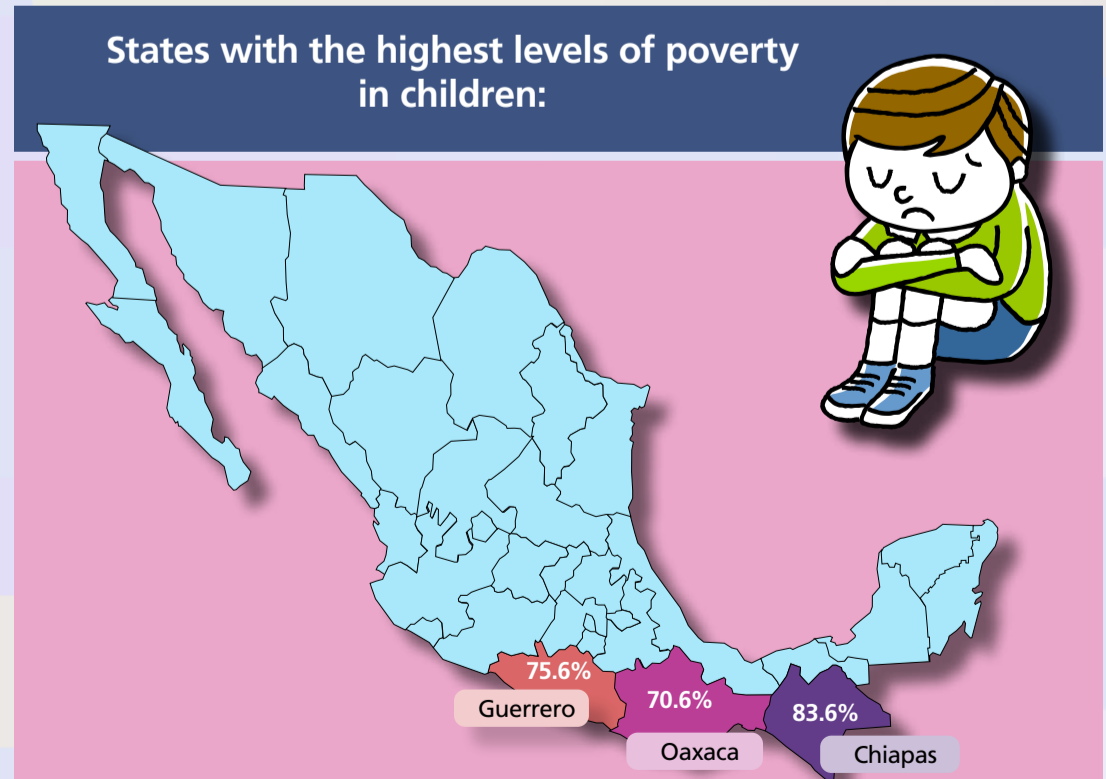 States with the highest levels of poverty
in children:
75.6%
Guerrero
70.6%
Oaxaca
83.6%
Chiapas